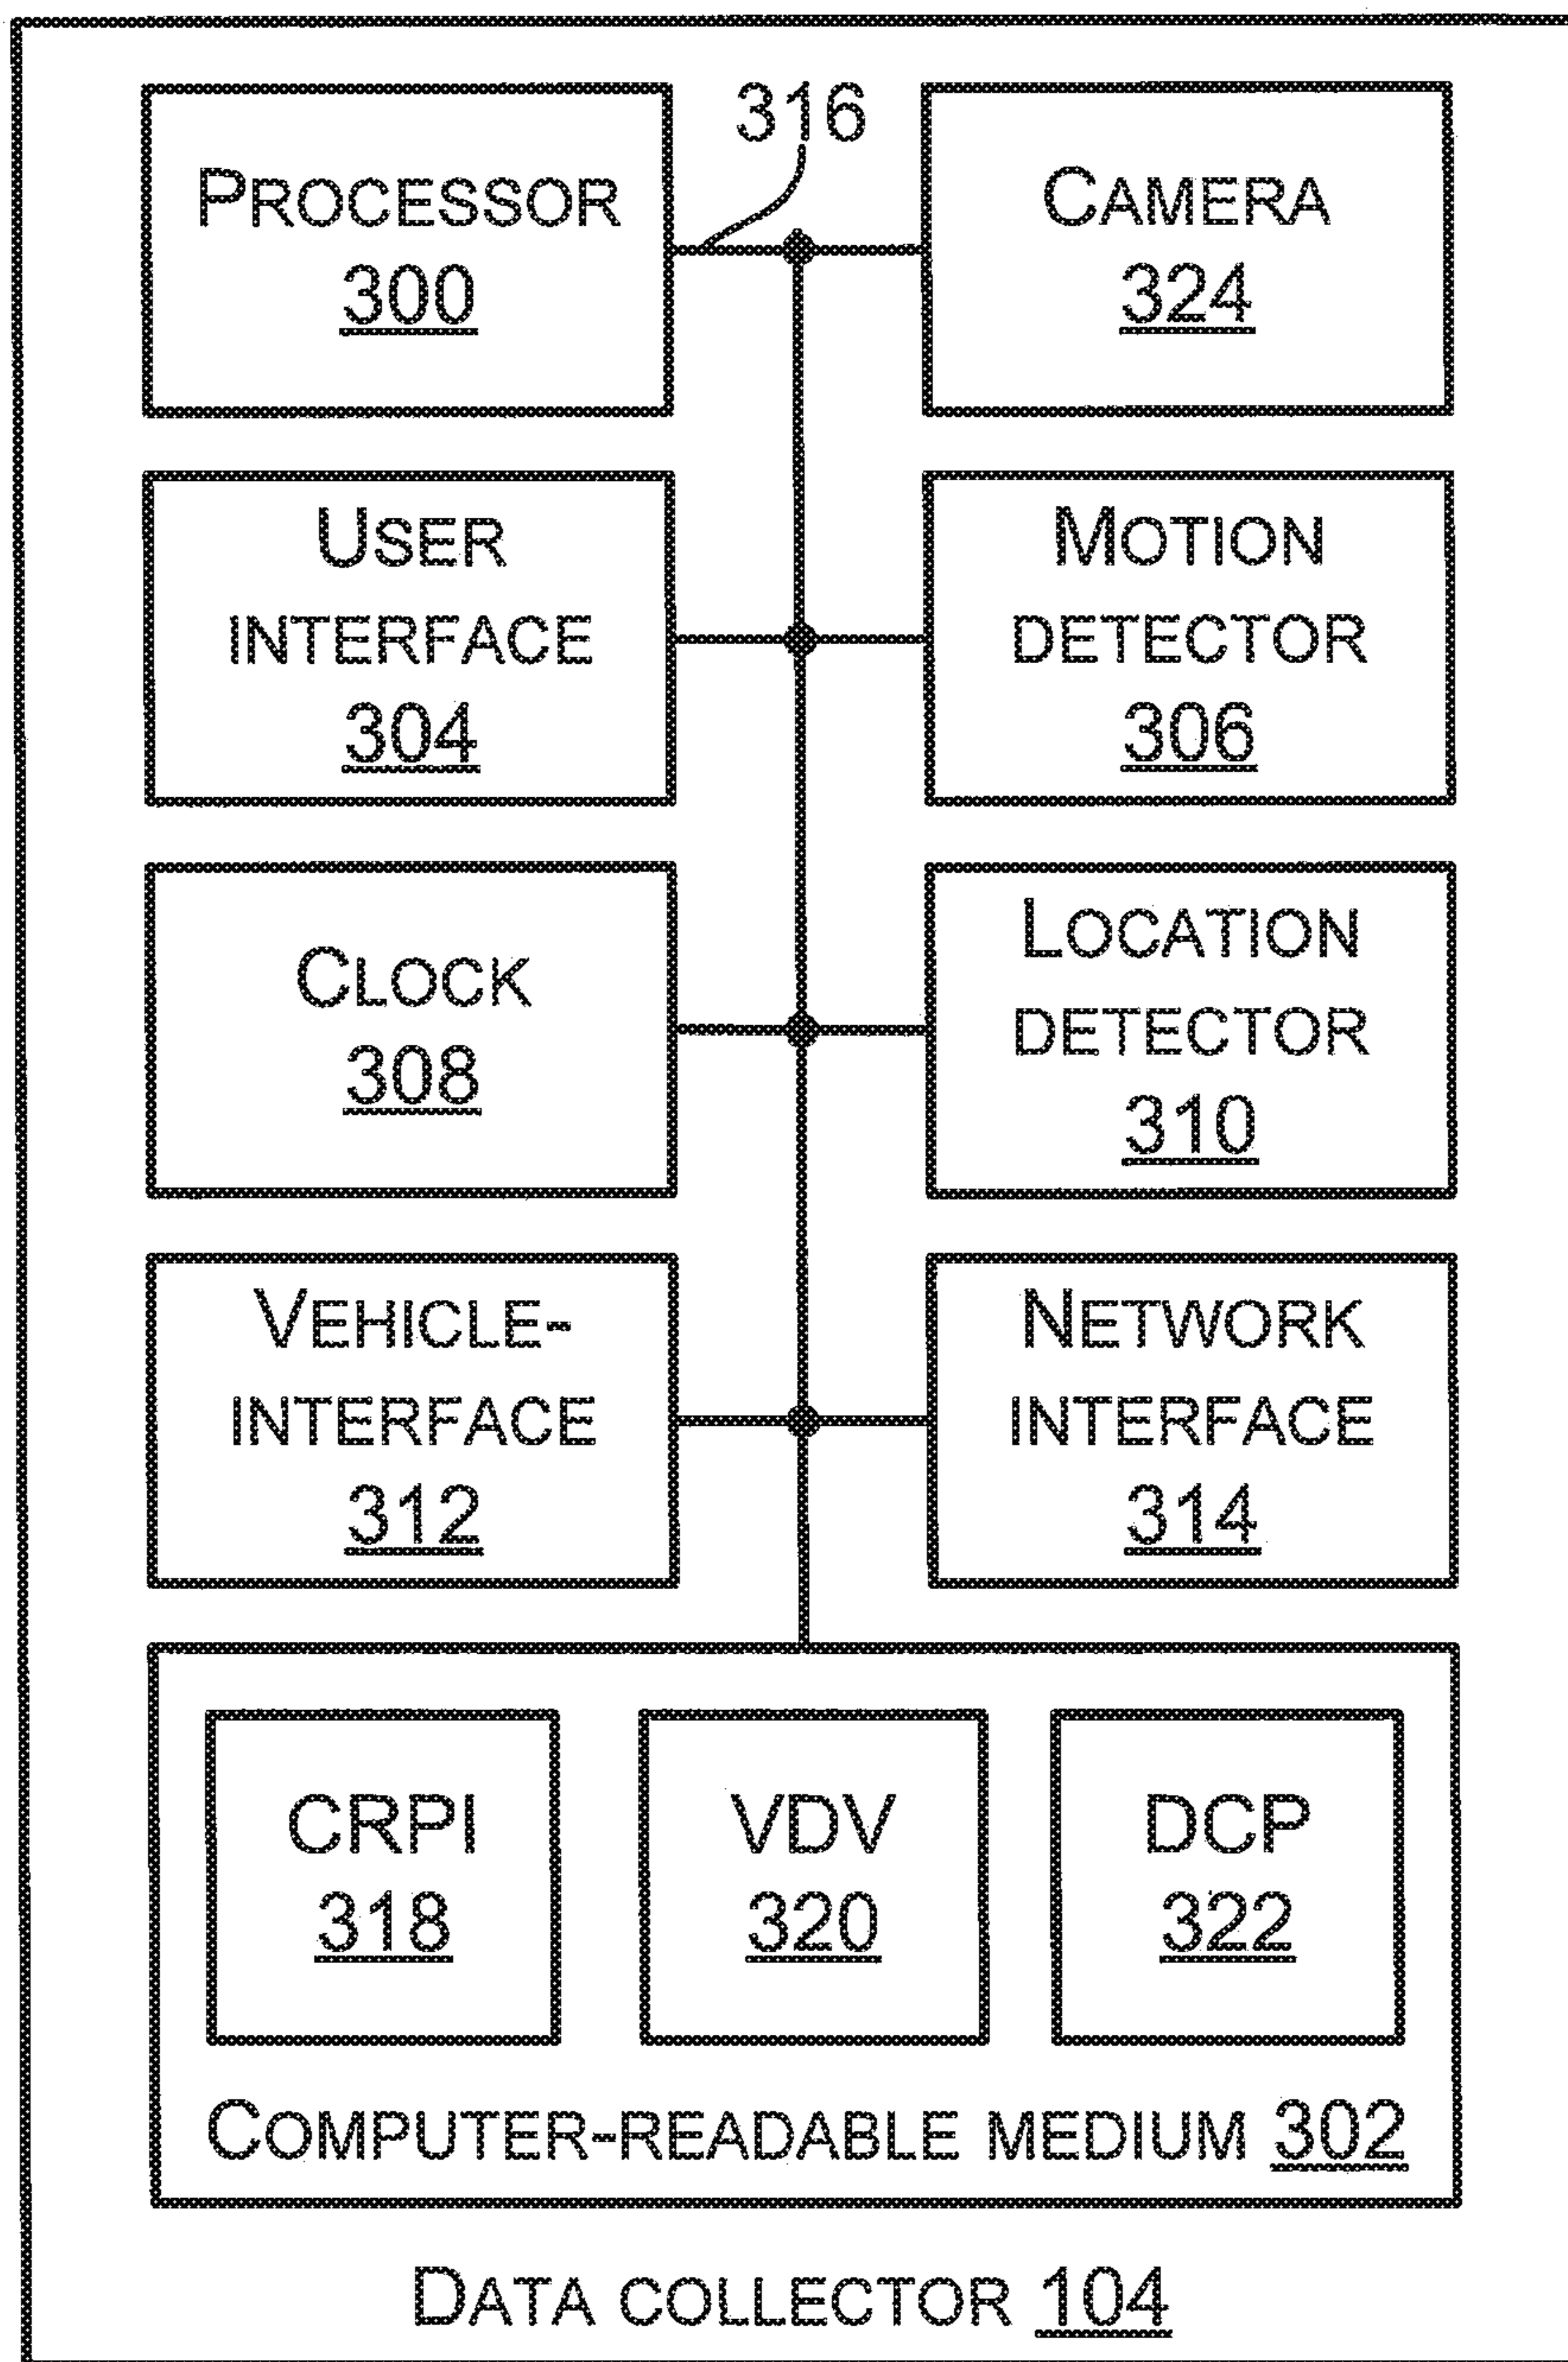 PROCESSOR
300
316
CAMERA
324
USER
INTERFACE
304
MOTION
DETECTOR
306
CLOCK
308
LOCATION
DETECTOR
310
VEHICLE-
INTERFACE
312
NETWORK
INTERFACE
314
CRPI
318
VDV
320
DCP
322
COMPUTER-READABLE MEDIUM 302
DATA COLLECTOR 104